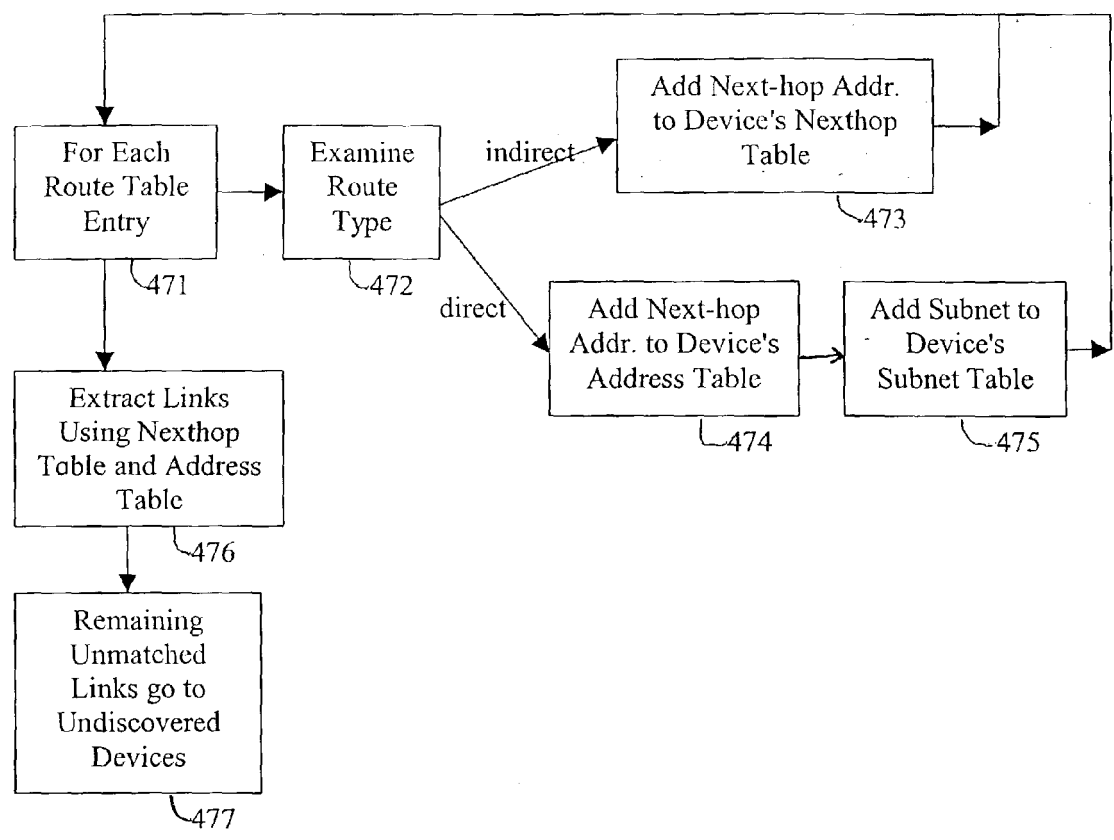 For Each
Route Table
Entry
471
Examine
Route
Type
472
indirect
direct
Add Next-hop Addr.
to Device's Nexthop
Table
473
Add Next-hop
Addr. to Device's
Address Table
474
Add Subnet to
Device's
Subnet Table
475
Extract Links
Using Nexthop
Table and Address
Table
476
Remaining
Unmatched
Links go to
Undiscovered
Devices
477